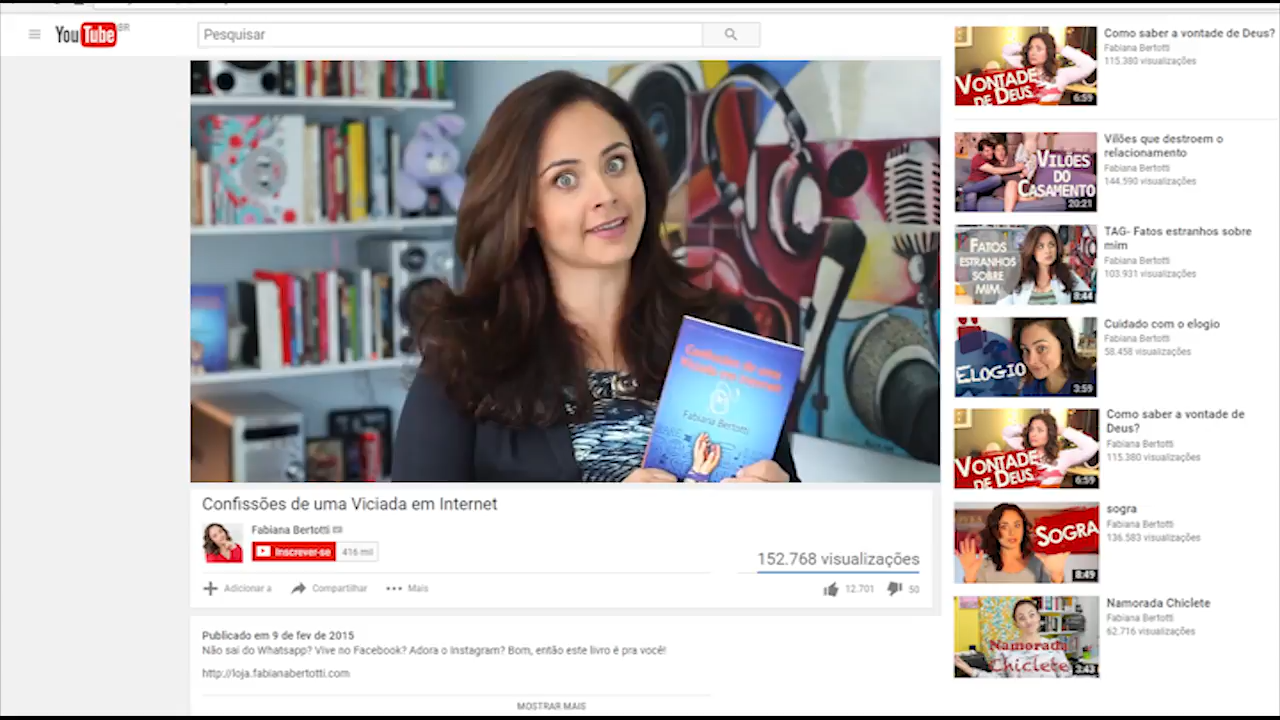 YouTube BR
Pesquisar
Confissões de uma
Viciada em Internet
Fabiana Bertotti
Confissões de uma Viciada em Internet
Fabiana Bertotti
Inscrever-se 416 mil
152.768 visualizações
Adicionar a Compartilhar Mais
12.701 50
Publicado em 9 de fev de 2015
Não sai do Whatsapp? Vive no Facebook? Adora o Instagram? Bom, então este livro é pra você!
http://loja.fabianabertotti.com
MOSTRAR MAIS
VONTADE
DE DEUS
6:59
Como saber a vontade de Deus?
Fabiana Bertotti
115.380 visualizações
VILÕES
DO
CASAMENTO
20:21
Vilões que destroem o
relacionamento
Fabiana Bertotti
144.590 visualizações
FATOS
ESTRANHOS
SOBRE
MIM
8:44
TAG- Fatos estranhos sobre
mim
Fabiana Bertotti
103.931 visualizações
ELOGIO
3:59
Cuidado com o elogio
Fabiana Bertotti
58.458 visualizações
VONTADE
DE DEUS
6:59
Como saber a vontade de
Deus?
Fabiana Bertotti
115.380 visualizações
SOGRA
8:49
sogra
Fabiana Bertotti
136.583 visualizações
Namorada
Chiclete
3:43
Namorada Chiclete
Fabiana Bertotti
62.716 visualizações